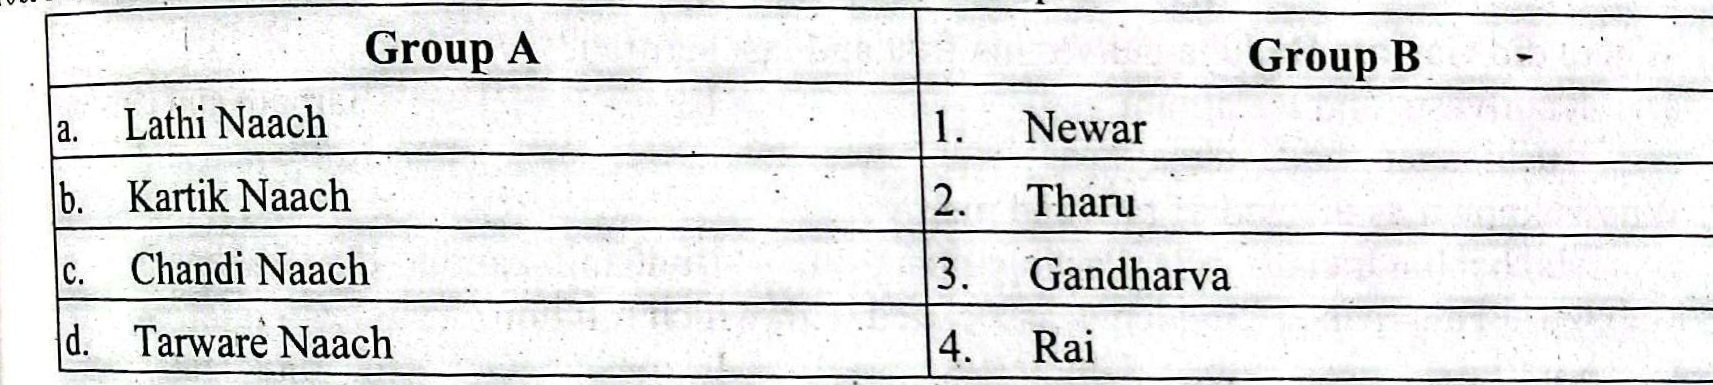 Group A Group B
a. Lathi Naach 1. Newar
b. Kartik Naach 2. Tharu
c. Chandi Naach 3. Gandharva
d. Tarware Naach 4. Rai